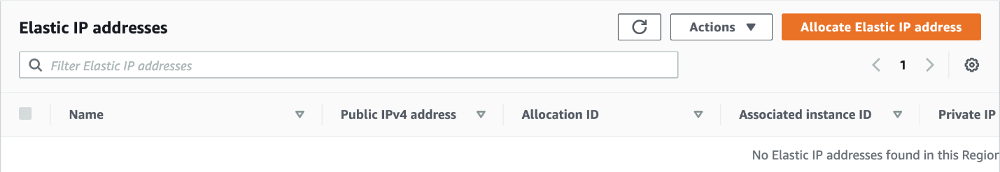 Elastic IP addresses
Actions
Allocate Elastic IP address
Filter Elastic IP addresses
1
Name
Public IPv4 address
Allocation ID
Associated instance ID
Private IP
No Elastic IP addresses found in this Region